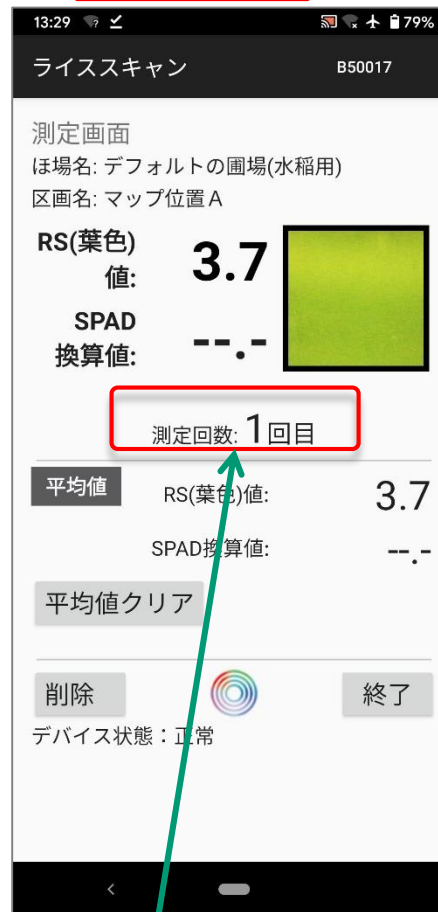 13:29 79%
ライススキャン B50017
測定画面
ほ場名: デフォルトの圃場(水稲用)
区画名: マップ位置A
RS(葉色)値: 3.7
SPAD換算値: --.-
測定回数: 1回目
平均値 RS(葉色)値: 3.7
SPAD換算値: --.-
平均値クリア
削除 終了
デバイス状態：正常